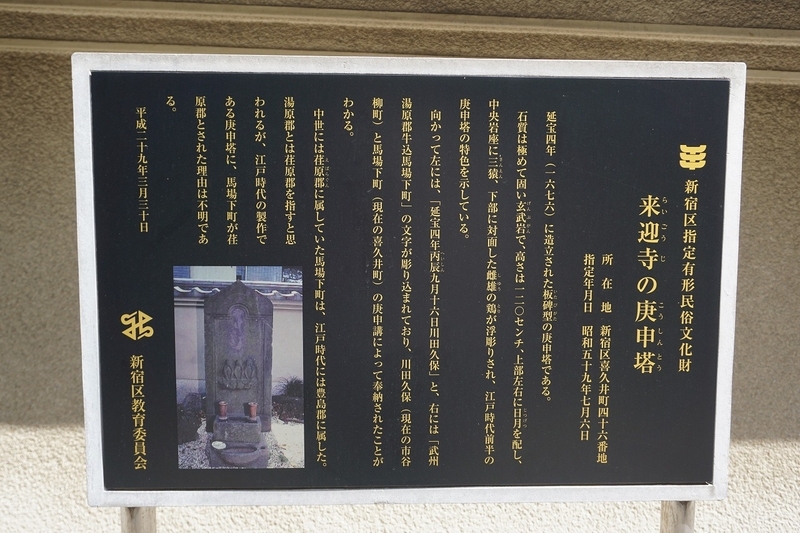 新宿区指定有形民俗文化財
来迎寺の庚申塔
所在地 新宿区喜久井町四十六番地
指定年月日 昭和五十九年七月六日
延宝四年（一六七六）に造立された板碑型の庚申塔である。
石質は極めて固い玄武岩で、高さは一二〇センチ、上部左右に日月を配し、
中央岩座に三猿、下部に対面した雌雄の鶏が浮彫りされ、江戸時代前半の
庚申塔の特色を示している。
向かって左には、「延宝四年丙辰九月十六日川田久保」と、右には「武州
湯原郡牛込馬場下町」の文字が彫り込まれており、川田久保（現在の市谷
柳町）と馬場下町（現在の喜久井町）の庚申講によって奉納されたことが
わかる。
中世には荏原郡に属していた馬場下町は、江戸時代には豊島郡に属した。
湯原郡とは荏原郡を指すと思
われるが、江戸時代の製作で
ある庚申塔に、馬場下町が荏
原郡とされた理由は不明であ
る。
平成二十九年三月三十日
新宿区教育委員会